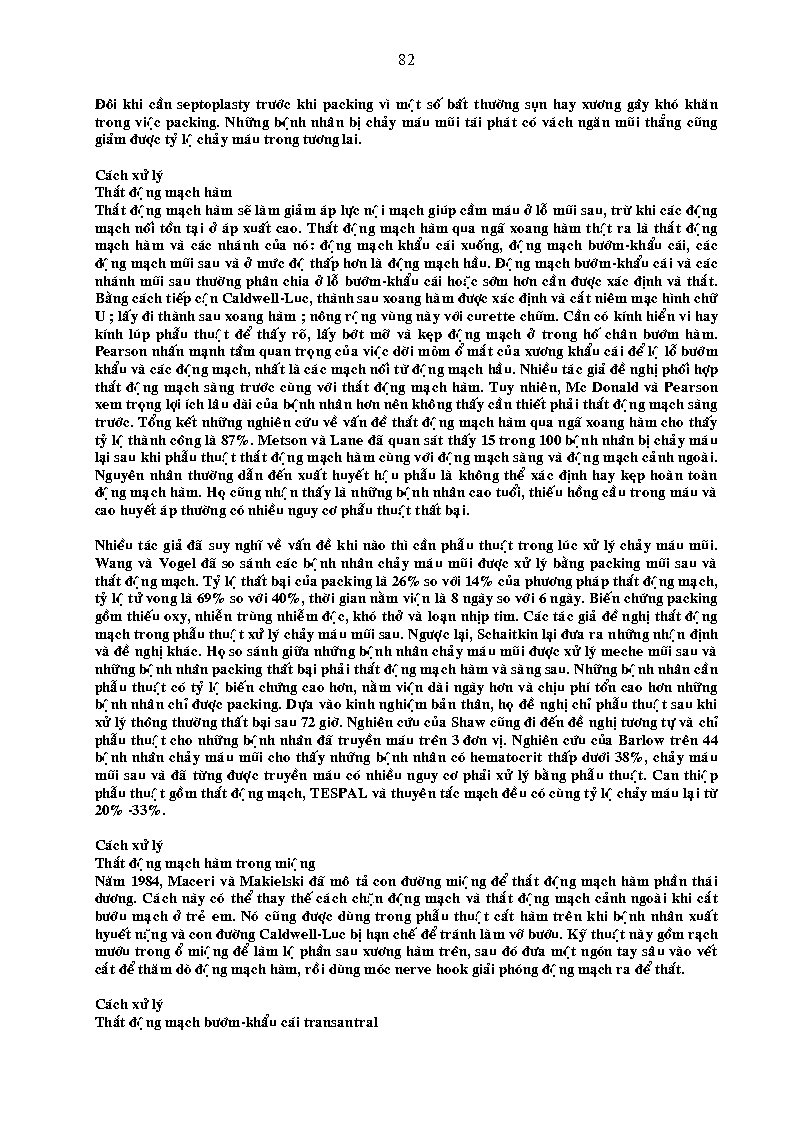 82
Đôi khi cần septoplasty trước khi packing vì một số bất thường sụn hay xương gây khó khăn
trong việc packing. Những bệnh nhân bị chảy máu mũi tái phát có vách ngăn mũi thẳng cũng
giảm được tỷ lệ chảy máu trong tương lai.
Cách xử lý
Thắt động mạch hàm
Thắt động mạch hàm sẽ làm giảm áp lực nội mạch giúp cầm máu ở lỗ mũi sau, trừ khi các động
mạch nối tồn tại ở áp xuất cao. Thắt động mạch hàm qua ngã xoang hàm thật ra là thắt động
mạch hàm và các nhánh của nó: động mạch khẩu cái xuống, động mạch bướm-khẩu cái, các
động mạch mũi sau và ở mức độ thấp hơn là động mạch hầu. Động mạch bướm-khẩu cái và các
nhánh mũi sau thường phân chia ở lỗ bướm-khẩu cái hoặc sớm hơn cần được xác định và thắt.
Bằng cách tiếp cận Caldwell-Luc, thành sau xoang hàm được xác định và cắt niêm mạc hình chữ
U ; lấy đi thành sau xoang hàm ; nông rộng vùng này với curette chũm. Cần có kính hiển vi hay
kính lúp phẫu thuật để thấy rõ, lấy bớt mỡ và kẹp động mạch ở trong hố chân bướm hàm.
Pearson nhấn mạnh tầm quan trọng của việc dời mỏm ổ mắt của xương khẩu cái để lộ lỗ bướm
khẩu và các động mạch, nhất là các mạch nối từ động mạch hầu. Nhiều tác giả đề nghị phối hợp
thắt động mạch sàng trước cùng với thắt động mạch hàm. Tuy nhiên, Mc Donald và Pearson
xem trọng lợi ích lâu dài của bệnh nhân hơn nên không thấy cần thiết phải thắt động mạch sàng
trước. Tổng kết những nghiên cứu về vấn đề thắt động mạch hàm qua ngã xoang hàm cho thấy
tỷ lệ thành công là 87%. Metson và Lane đã quan sát thấy 15 trong 100 bệnh nhân bị chảy máu
lại sau khi phẫu thuật thắt động mạch hàm cùng với động mạch sàng và động mạch cảnh ngoài.
Nguyên nhân thường dẫn đến xuất huyết hậu phẫu là không thể xác định hay kẹp hoàn toàn
động mạch hàm. Họ cũng nhận thấy là những bệnh nhân cao tuổi, thiếu hồng cầu trong máu và
cao huyết áp thường có nhiều nguy cơ phẫu thuật thất bại.
Nhiều tác giả đã suy nghĩ về vấn đề khi nào thì cần phẫu thuật trong lúc xử lý chảy máu mũi.
Wang và Vogel đã so sánh các bệnh nhân chảy máu mũi được xử lý bằng packing mũi sau và
thắt động mạch. Tỷ lệ thất bại của packing là 26% so với 14% của phương pháp thắt động mạch,
tỷ lệ tử vong là 69% so với 40%, thời gian nằm viện là 8 ngày so với 6 ngày. Biến chứng packing
gồm thiếu oxy, nhiễn trùng nhiễm độc, khó thở và loạn nhịp tim. Các tác giả đề nghị thắt động
mạch trong phẫu thuật xử lý chảy máu mũi sau. Ngược lại, Schaitkin lại đưa ra những nhận định
và đề nghị khác. Họ so sánh giữa những bệnh nhân chảy máu mũi được xử lý meche mũi sau và
những bệnh nhân packing thất bại phải thắt động mạch hàm và sàng sau. Những bệnh nhân cần
phẫu thuật có tỷ lệ biến chứng cao hơn, nằm viện dài ngày hơn và chịu phí tổn cao hơn những
bệnh nhân chỉ được packing. Dựa vào kinh nghiệm bản thân, họ đề nghị chỉ phẫu thuật sau khi
xử lý thông thường thất bại sau 72 giờ. Nghiên cứu của Shaw cũng đi đến đề nghị tương tự và chỉ
phẫu thuật cho những bệnh nhân đã truyền máu trên 3 đơn vị. Nghiên cứu của Barlow trên 44
bệnh nhân chảy máu mũi cho thấy những bệnh nhân có hematocrit thấp dưới 38%, chảy máu
mũi sau và đã từng được truyền máu có nhiều nguy cơ phải xử lý bằng phẫu thuật. Can thiệp
phẫu thuật gồm thắt động mạch, TESPAL và thuyên tắc mạch đều có cùng tỷ lệ chảy máu lại từ
20% -33%.
Cách xử lý
Thắt động mạch hàm trong miệng
Năm 1984, Maceri và Makielski đã mô tả con đường miệng để thắt động mạch hàm phần thái
dương. Cách này có thể thay thế cách chặn động mạch và thắt động mạch cảnh ngoài khi cắt
bướu mạch ở trẻ em. Nó cũng được dùng trong phẫu thuật cắt hàm trên khi bệnh nhân xuất
hyuết nặng và con đường Caldwell-Luc bị hạn chế để tránh làm vỡ bướu. Kỹ thuật này gồm rạch
mướu trong ổ miệng để làm lộ phần sau xương hàm trên, sau đó đưa một ngón tay sâu vào vết
cắt để thăm dò động mạch hàm, rồi dùng móc nerve hook giải phóng động mạch ra để thắt.
Cách xử lý
Thắt động mạch bướm-khẩu cái transantral